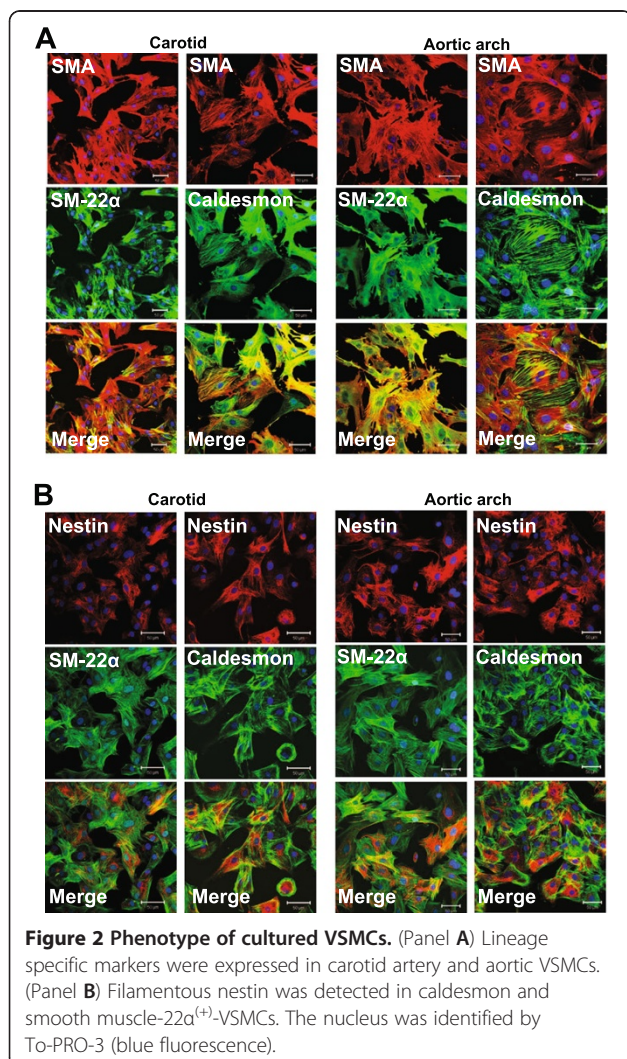 A
Carotid
Aortic arch
SMA
SMA
SMA
SMA
SM-22α
Caldesmon
SM-22α
Caldesmon
Merge
Merge
Merge
Merge
B
Carotid
Aortic arch
Nestin
Nestin
Nestin
Nestin
SM-22α
Caldesmon
SM-22α
Caldesmon
Merge
Merge
Merge
Merge
Figure 2 Phenotype of cultured VSMCs. (Panel A) Lineage
specific markers were expressed in carotid artery and aortic VSMCs.
(Panel B) Filamentous nestin was detected in caldesmon and
smooth muscle-22α(+)-VSMCs. The nucleus was identified by
To-PRO-3 (blue fluorescence).